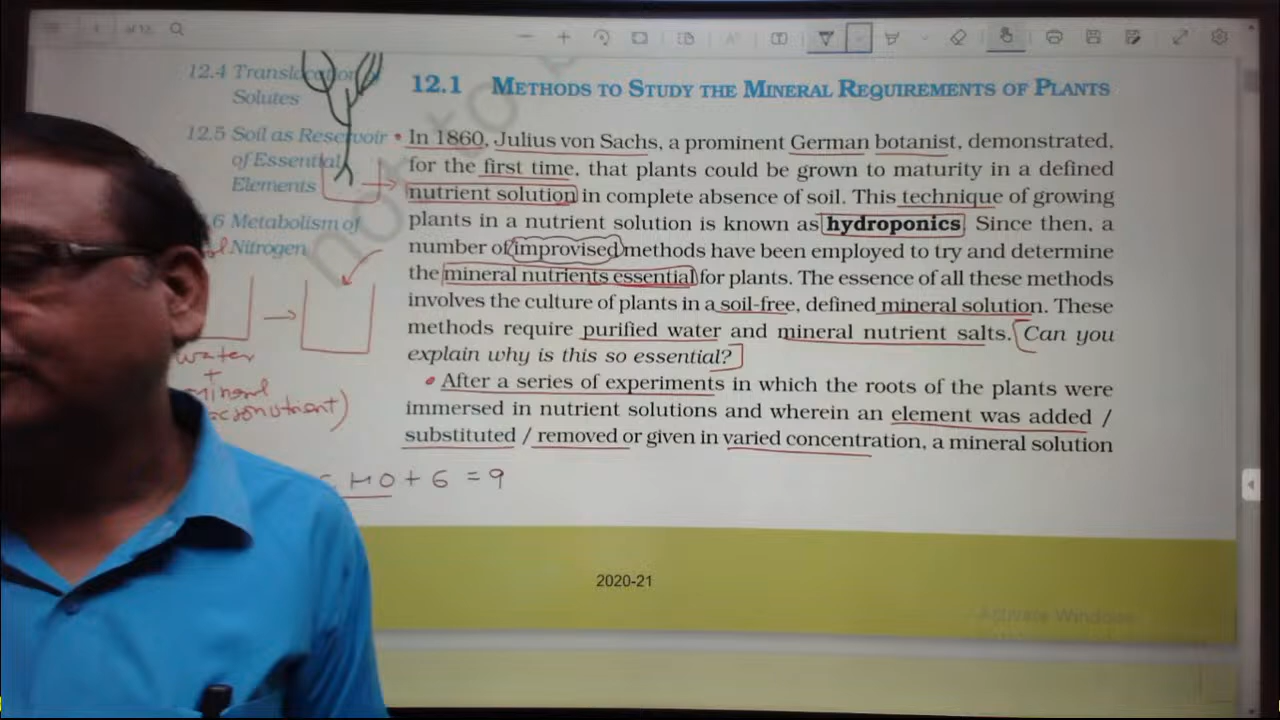 12.4 Translocation of
Solutes
12.5 Soil as Reservoir
of Essential
Elements
6 Metabolism of
Nitrogen
water
+
mineral
HO + 6 = 9
12.1 METHODS TO STUDY THE MINERAL REQUIREMENTS OF PLANTS
In 1860, Julius von Sachs, a prominent German botanist, demonstrated,
for the first time, that plants could be grown to maturity in a defined
nutrient solution in complete absence of soil. This technique of growing
plants in a nutrient solution is known as hydroponics. Since then, a
number of improvised methods have been employed to try and determine
the mineral nutrients essential for plants. The essence of all these methods
involves the culture of plants in a soil-free, defined mineral solution. These
methods require purified water and mineral nutrient salts. Can you
explain why is this so essential?
After a series of experiments in which the roots of the plants were
immersed in nutrient solutions and wherein an element was added /
substituted / removed or given in varied concentration, a mineral solution
2020-21
Activate Windows